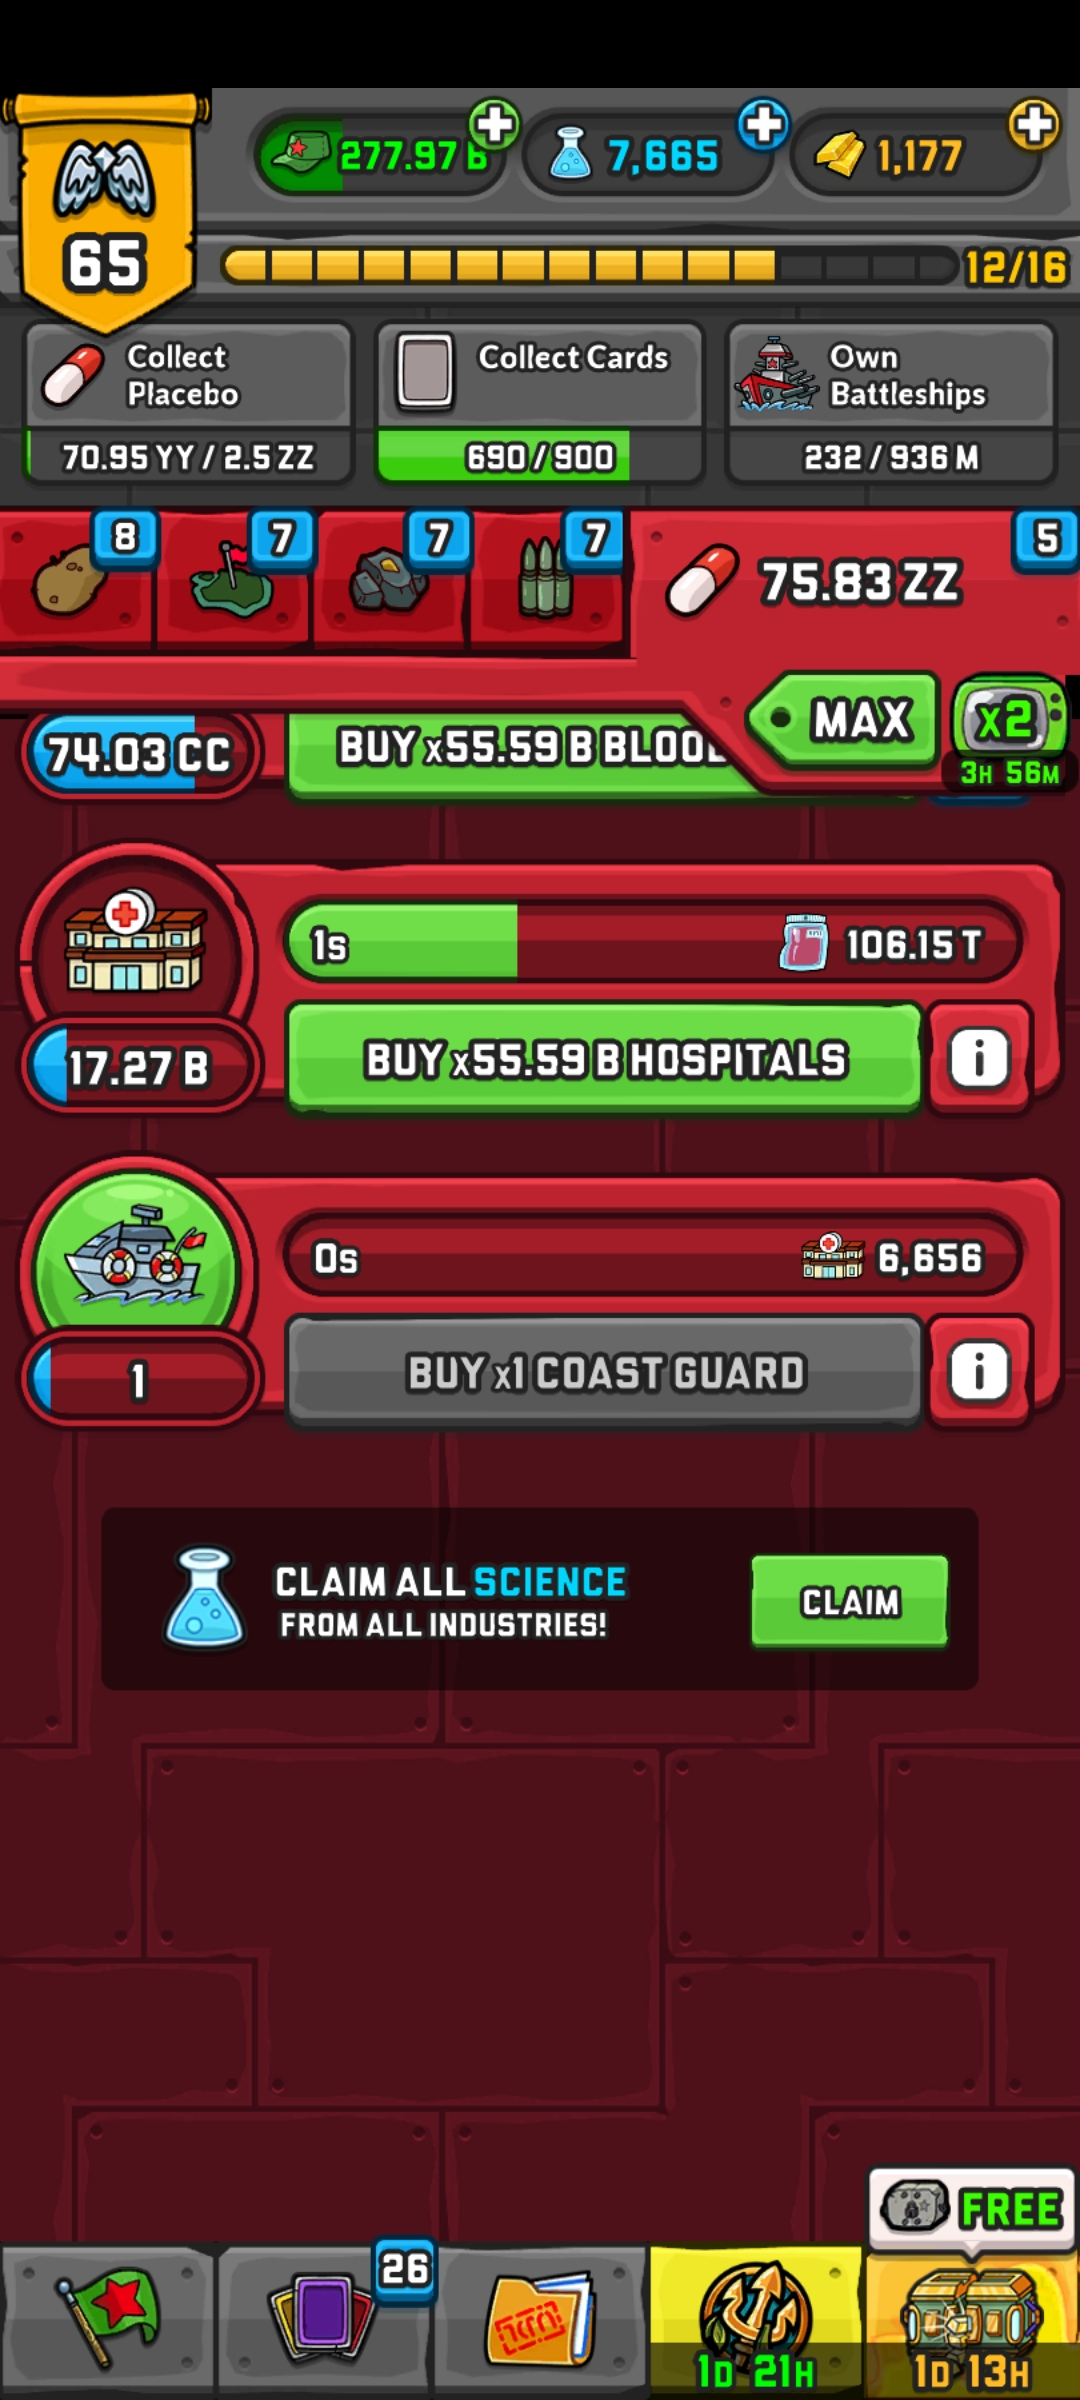 277.97 B
7,665
1,177
65
12/16
Collect
Placebo
70.95 YY / 2.5 ZZ
Collect Cards
690 / 900
Own
Battleships
232 / 936 M
8
7
7
7
75.83 ZZ
5
MAX
x2
3H 56M
74.03 CC
BUY x55.59 B BLOOD
1s
106.15 T
17.27 B
BUY x55.59 B HOSPITALS
i
0s
6,656
1
BUY x1 COAST GUARD
i
CLAIM ALL SCIENCE
FROM ALL INDUSTRIES!
CLAIM
FREE
26
1D 21H
1D 13H